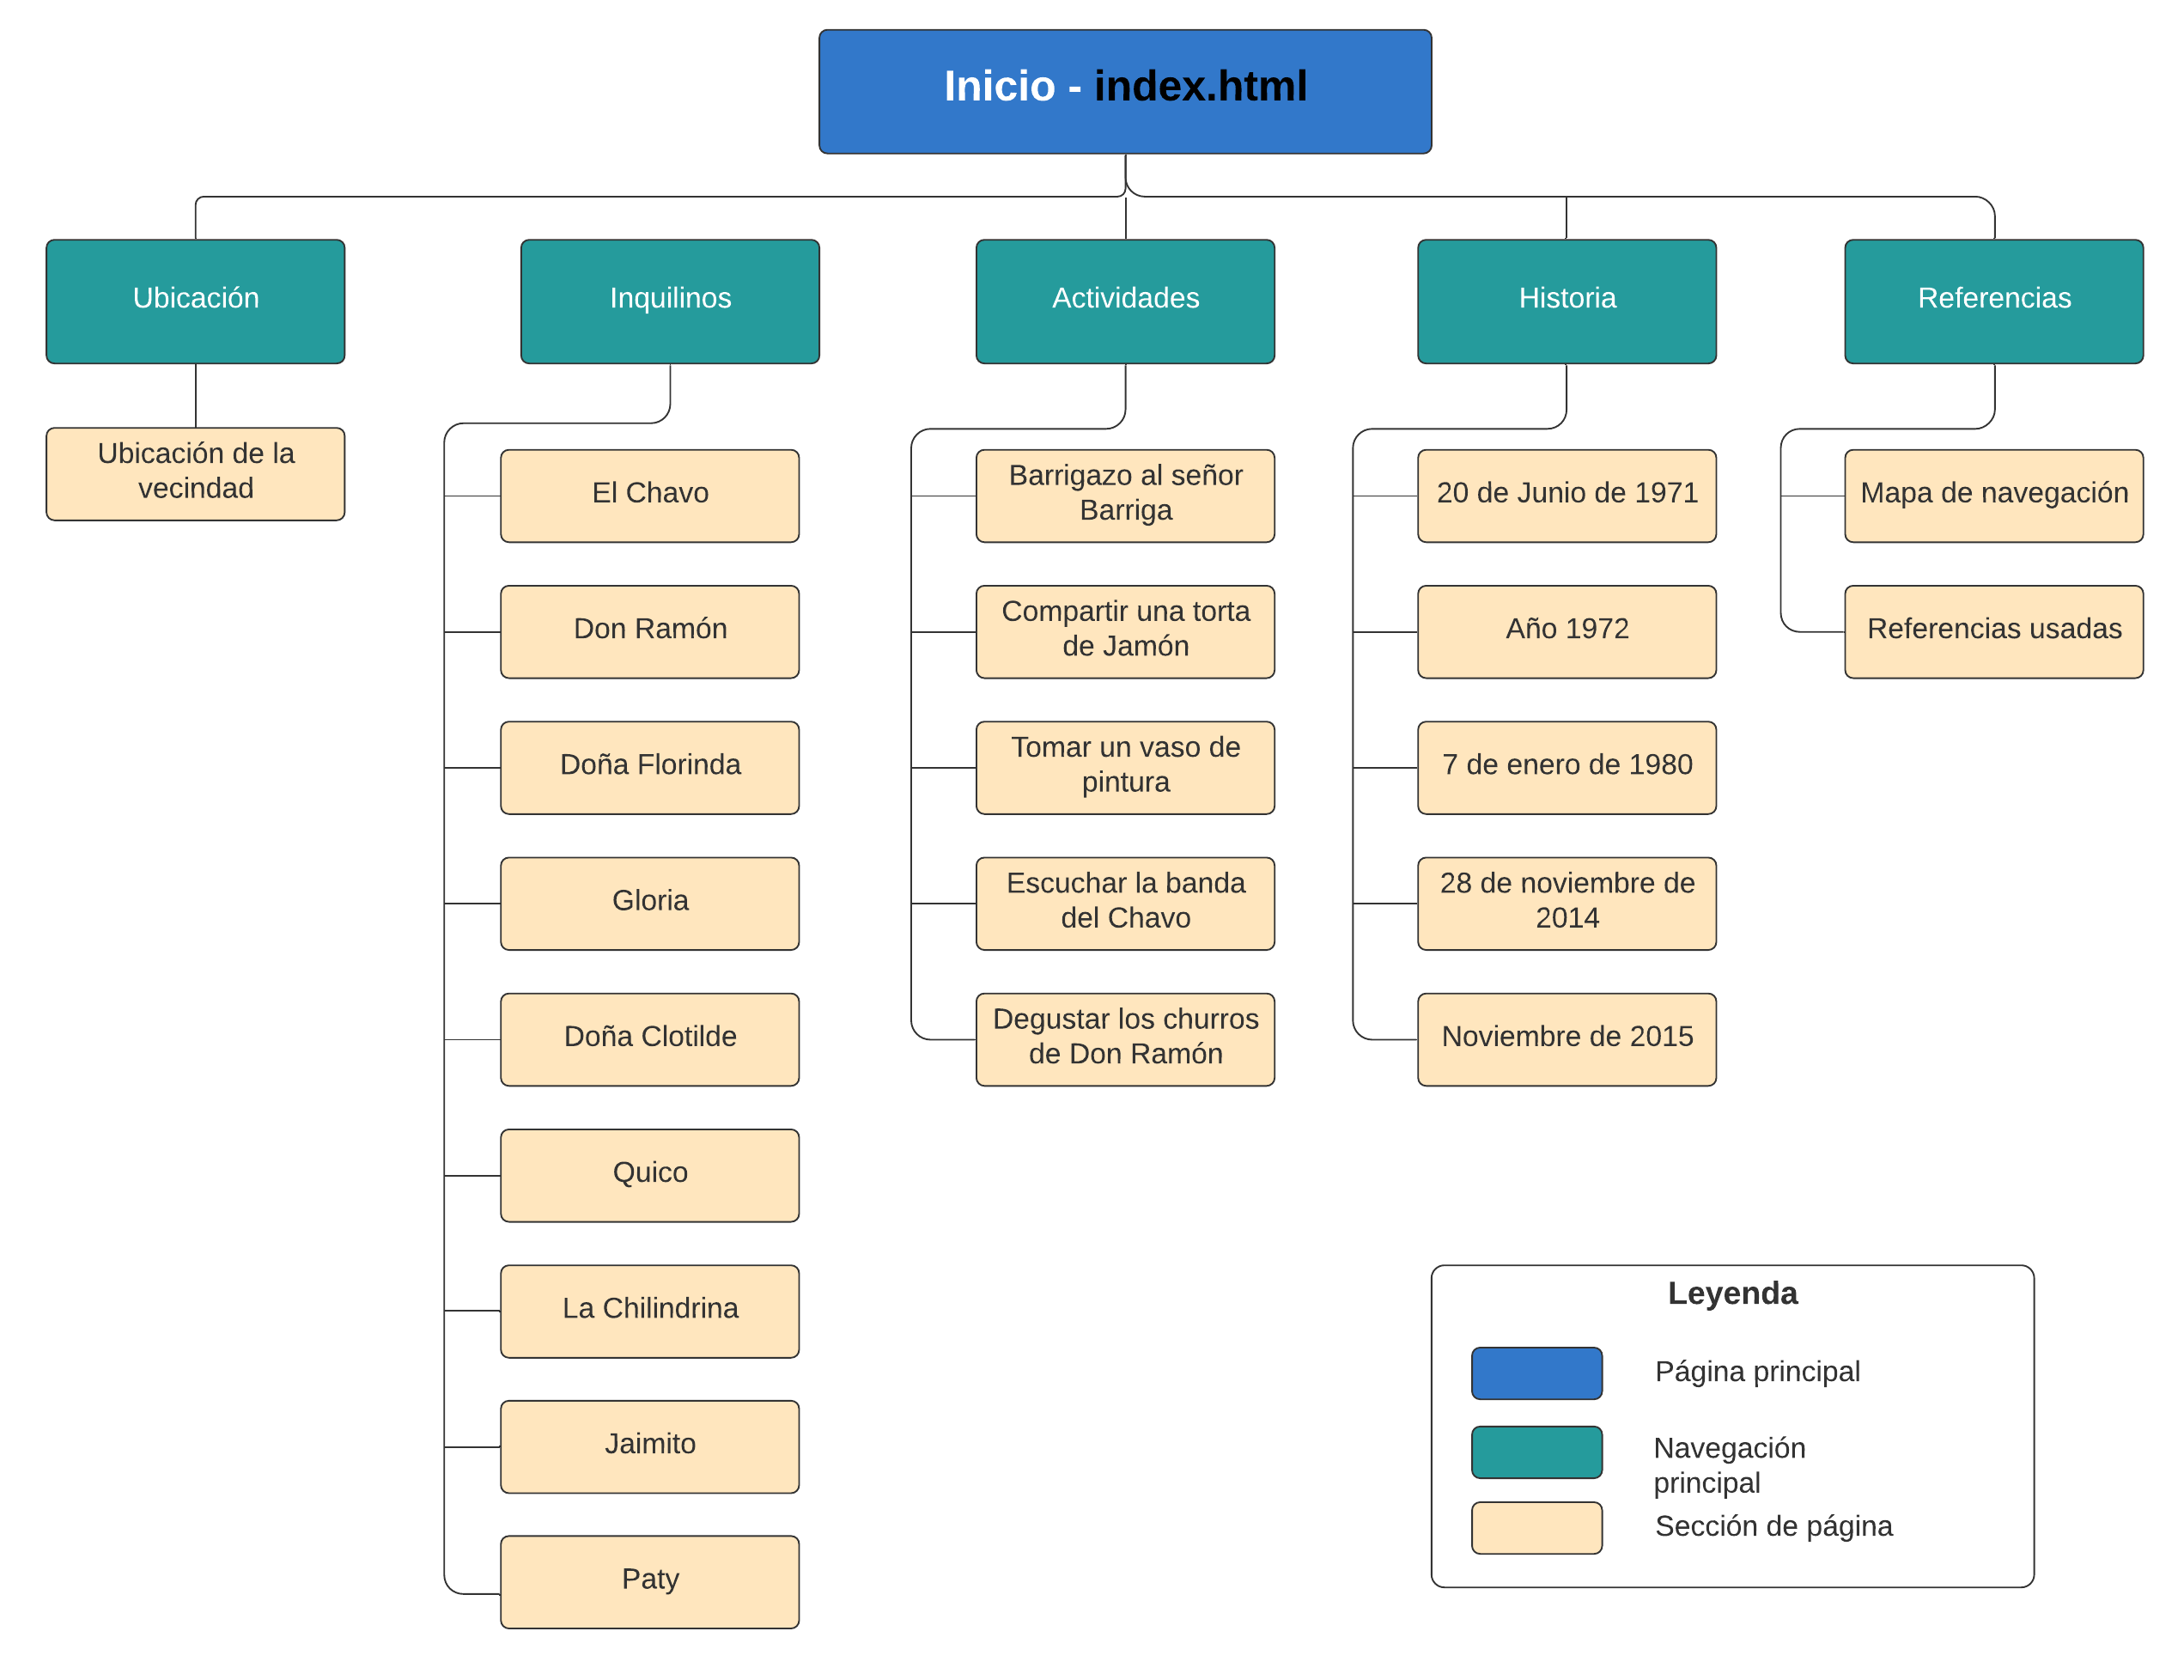 Inicio - index.html
Ubicación
Inquilinos
Actividades
Historia
Referencias
Ubicación de la
vecindad
El Chavo
Don Ramón
Doña Florinda
Gloria
Doña Clotilde
Quico
La Chilindrina
Jaimito
Paty
Barrigazo al señor
Barriga
Compartir una torta
de Jamón
Tomar un vaso de
pintura
Escuchar la banda
del Chavo
Degustar los churros
de Don Ramón
20 de Junio de 1971
Año 1972
7 de enero de 1980
28 de noviembre de
2014
Noviembre de 2015
Mapa de navegación
Referencias usadas
Leyenda
Página principal
Navegación
principal
Sección de página